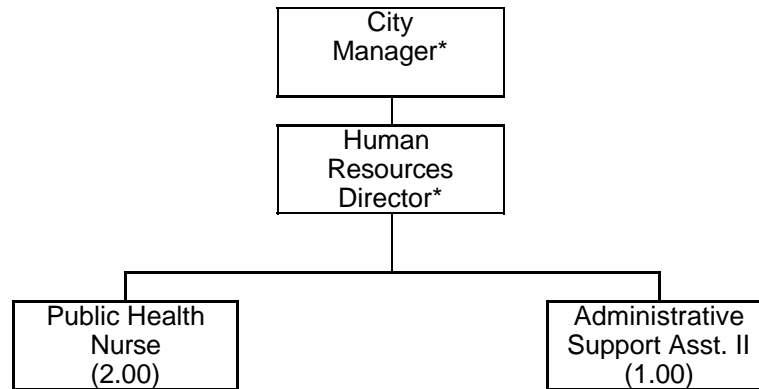 City
Manager*
Human
Resources
Director*
Public Health
Nurse
(2.00)
Administrative
Support Asst. II
(1.00)